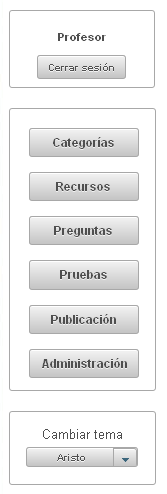 Profesor
Cerrar sesión
Categorías
Recursos
Preguntas
Pruebas
Publicación
Administración
Cambiar tema
Aristo